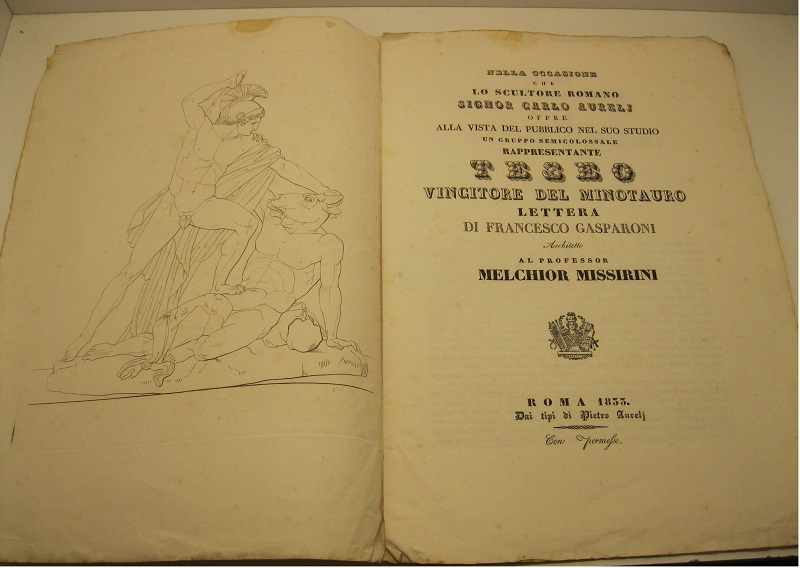 NELLA OCCASIONE
CHE
LO SCULTORE ROMANO
SIGNOR CARLO AURELJ
OFFRE
ALLA VISTA DEL PUBBLICO NEL SUO STUDIO
UN GRUPPO SEMICOLOSSALE
RAPPRESENTANTE
TESEO
VINCITORE DEL MINOTAURO
LETTERA
DI FRANCESCO GASPARONI
Architetto
AL PROFESSOR
MELCHIOR MISSIRINI
ROMA 1833.
Dai tipi di Pietro Aurelj
Con Permesso.